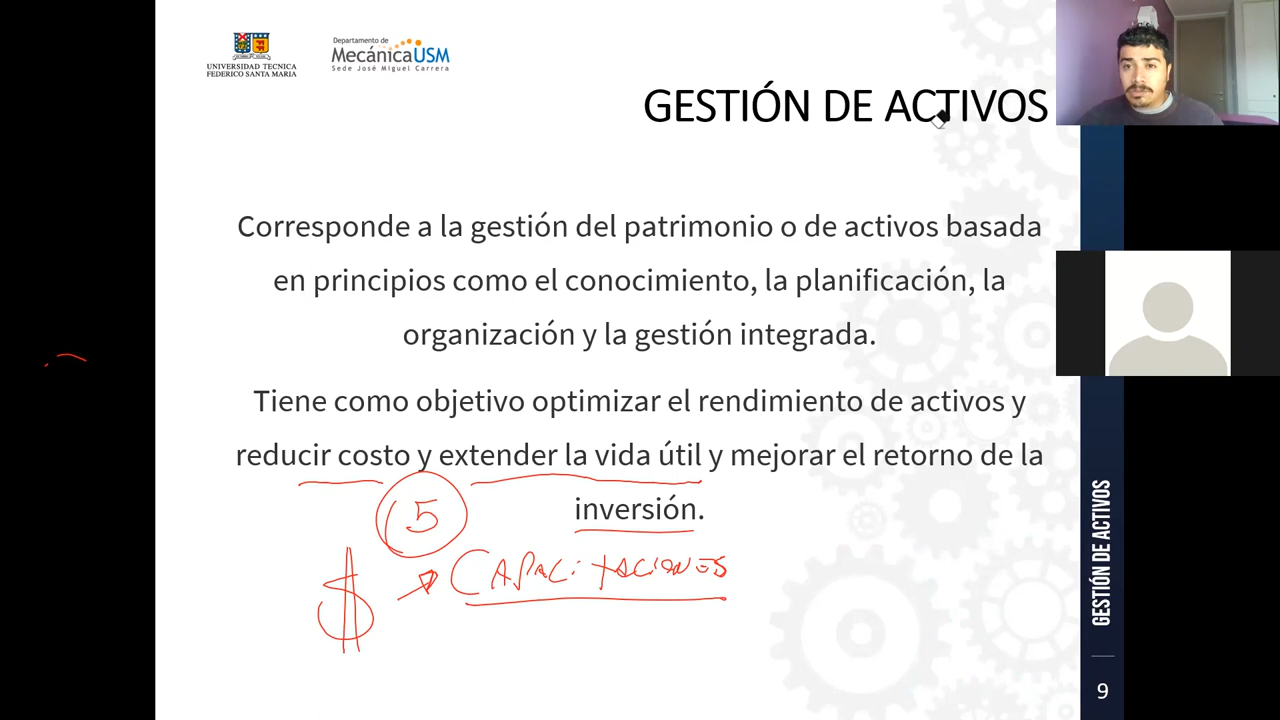 UNIVERSIDAD TECNICA
FEDERICO SANTA MARIA
Departamento de
MecánicaUSM
Sede José Miguel Carrera
GESTIÓN DE ACTIVOS
Corresponde a la gestión del patrimonio o de activos basada
en principios como el conocimiento, la planificación, la
organización y la gestión integrada.
Tiene como objetivo optimizar el rendimiento de activos y
reducir costo y extender la vida útil y mejorar el retorno de la
inversión.
5
$ CAPACiTACIONES
GESTIÓN DE ACTIVOS
9